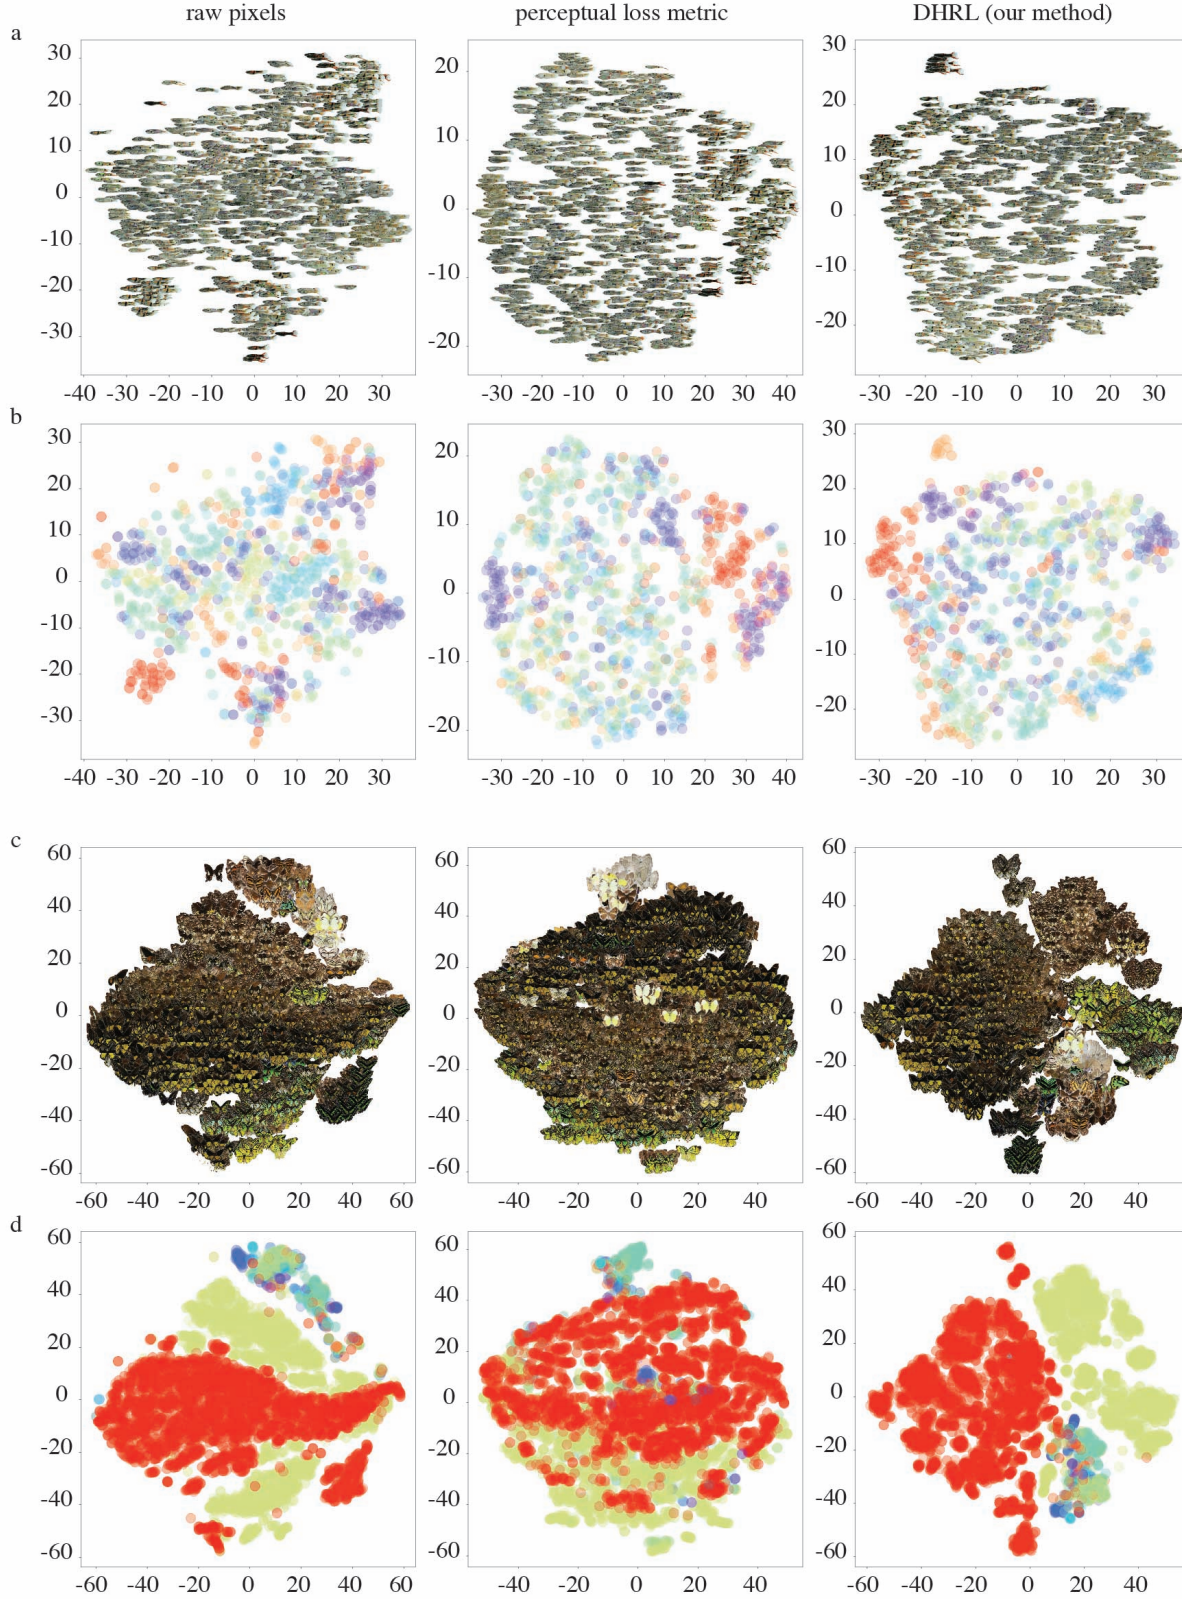 raw pixels perceptual loss metric DHRL (our method)
a
30 20 10 0 -10 -20 -30
-40 -30 -20 -10 0 10 20 30
20 10 0 -10 -20
-30 -20 -10 0 10 20 30 40
30 20 10 0 -10 -20
-30 -20 -10 0 10 20 30
b
30 20 10 0 -10 -20 -30
-40 -30 -20 -10 0 10 20 30
20 10 0 -10 -20
-30 -20 -10 0 10 20 30 40
30 20 10 0 -10 -20
-30 -20 -10 0 10 20 30
c
60 40 20 0 -20 -40 -60
-60 -40 -20 0 20 40 60
60 40 20 0 -20 -40 -60
-40 -20 0 20 40
60 40 20 0 -20 -40 -60
-60 -40 -20 0 20 40
d
60 40 20 0 -20 -40 -60
-60 -40 -20 0 20 40 60
60 40 20 0 -20 -40 -60
-40 -20 0 20 40
60 40 20 0 -20 -40 -60
-60 -40 -20 0 20 40